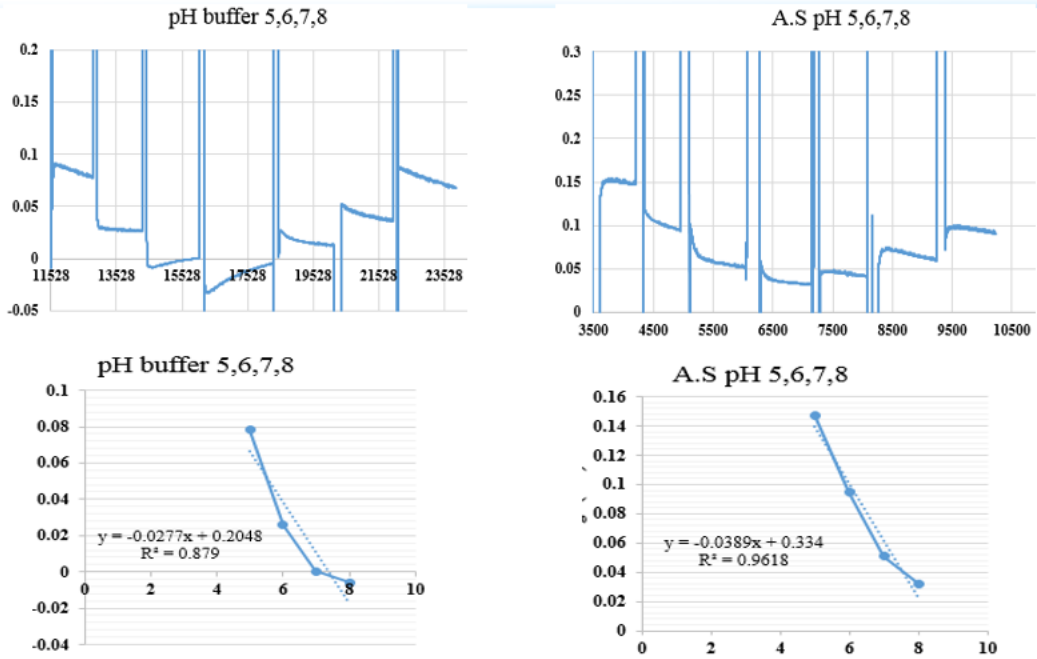 pH buffer 5,6,7,8
0.2
0.15
0.1
0.05
0
-0.05
11528 13528 15528 17528 19528 21528 23528
A.S pH 5,6,7,8
0.3
0.25
0.2
0.15
0.1
0.05
0
3500 4500 5500 6500 7500 8500 9500 10500
pH buffer 5,6,7,8
0.1
0.08
0.06
0.04
0.02
0
-0.02
-0.04
0 2 4 6 8 10
y = -0.0277x + 0.2048
R² = 0.879
A.S pH 5,6,7,8
0.16
0.14
0.12
0.1
0.08
0.06
0.04
0.02
0
0 2 4 6 8 10
y = -0.0389x + 0.334
R² = 0.9618